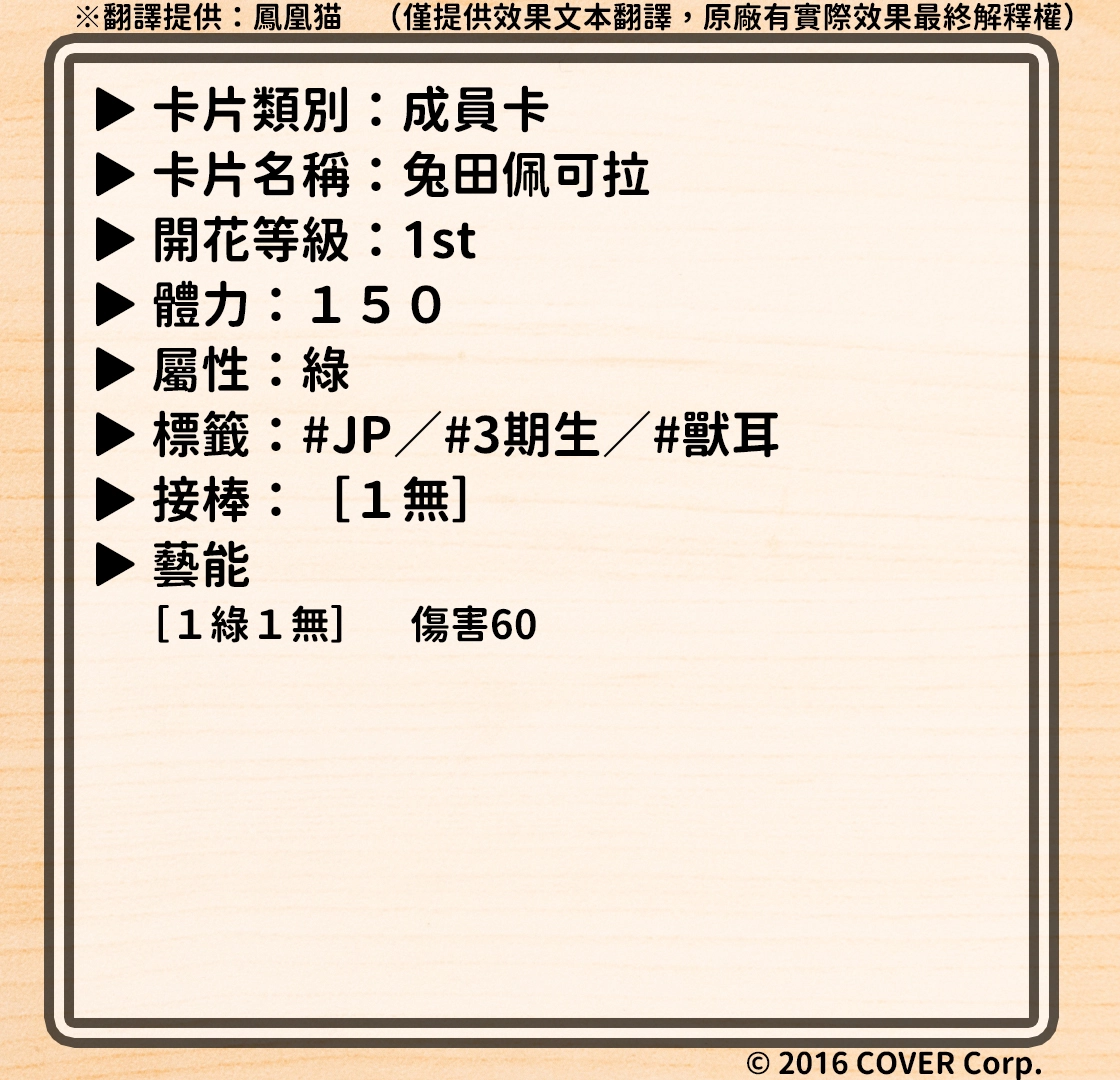 ※翻譯提供：鳳凰猫　（僅提供效果文本翻譯，原廠有實際效果最終解釋權）
▶ 卡片類別：成員卡
▶ 卡片名稱：兔田佩可拉
▶ 開花等級：1st
▶ 體力：１５０
▶ 屬性：綠
▶ 標籤：#JP／#3期生／#獸耳
▶ 接棒：［１無］
▶ 藝能
［１綠１無］　傷害60
© 2016 COVER Corp.